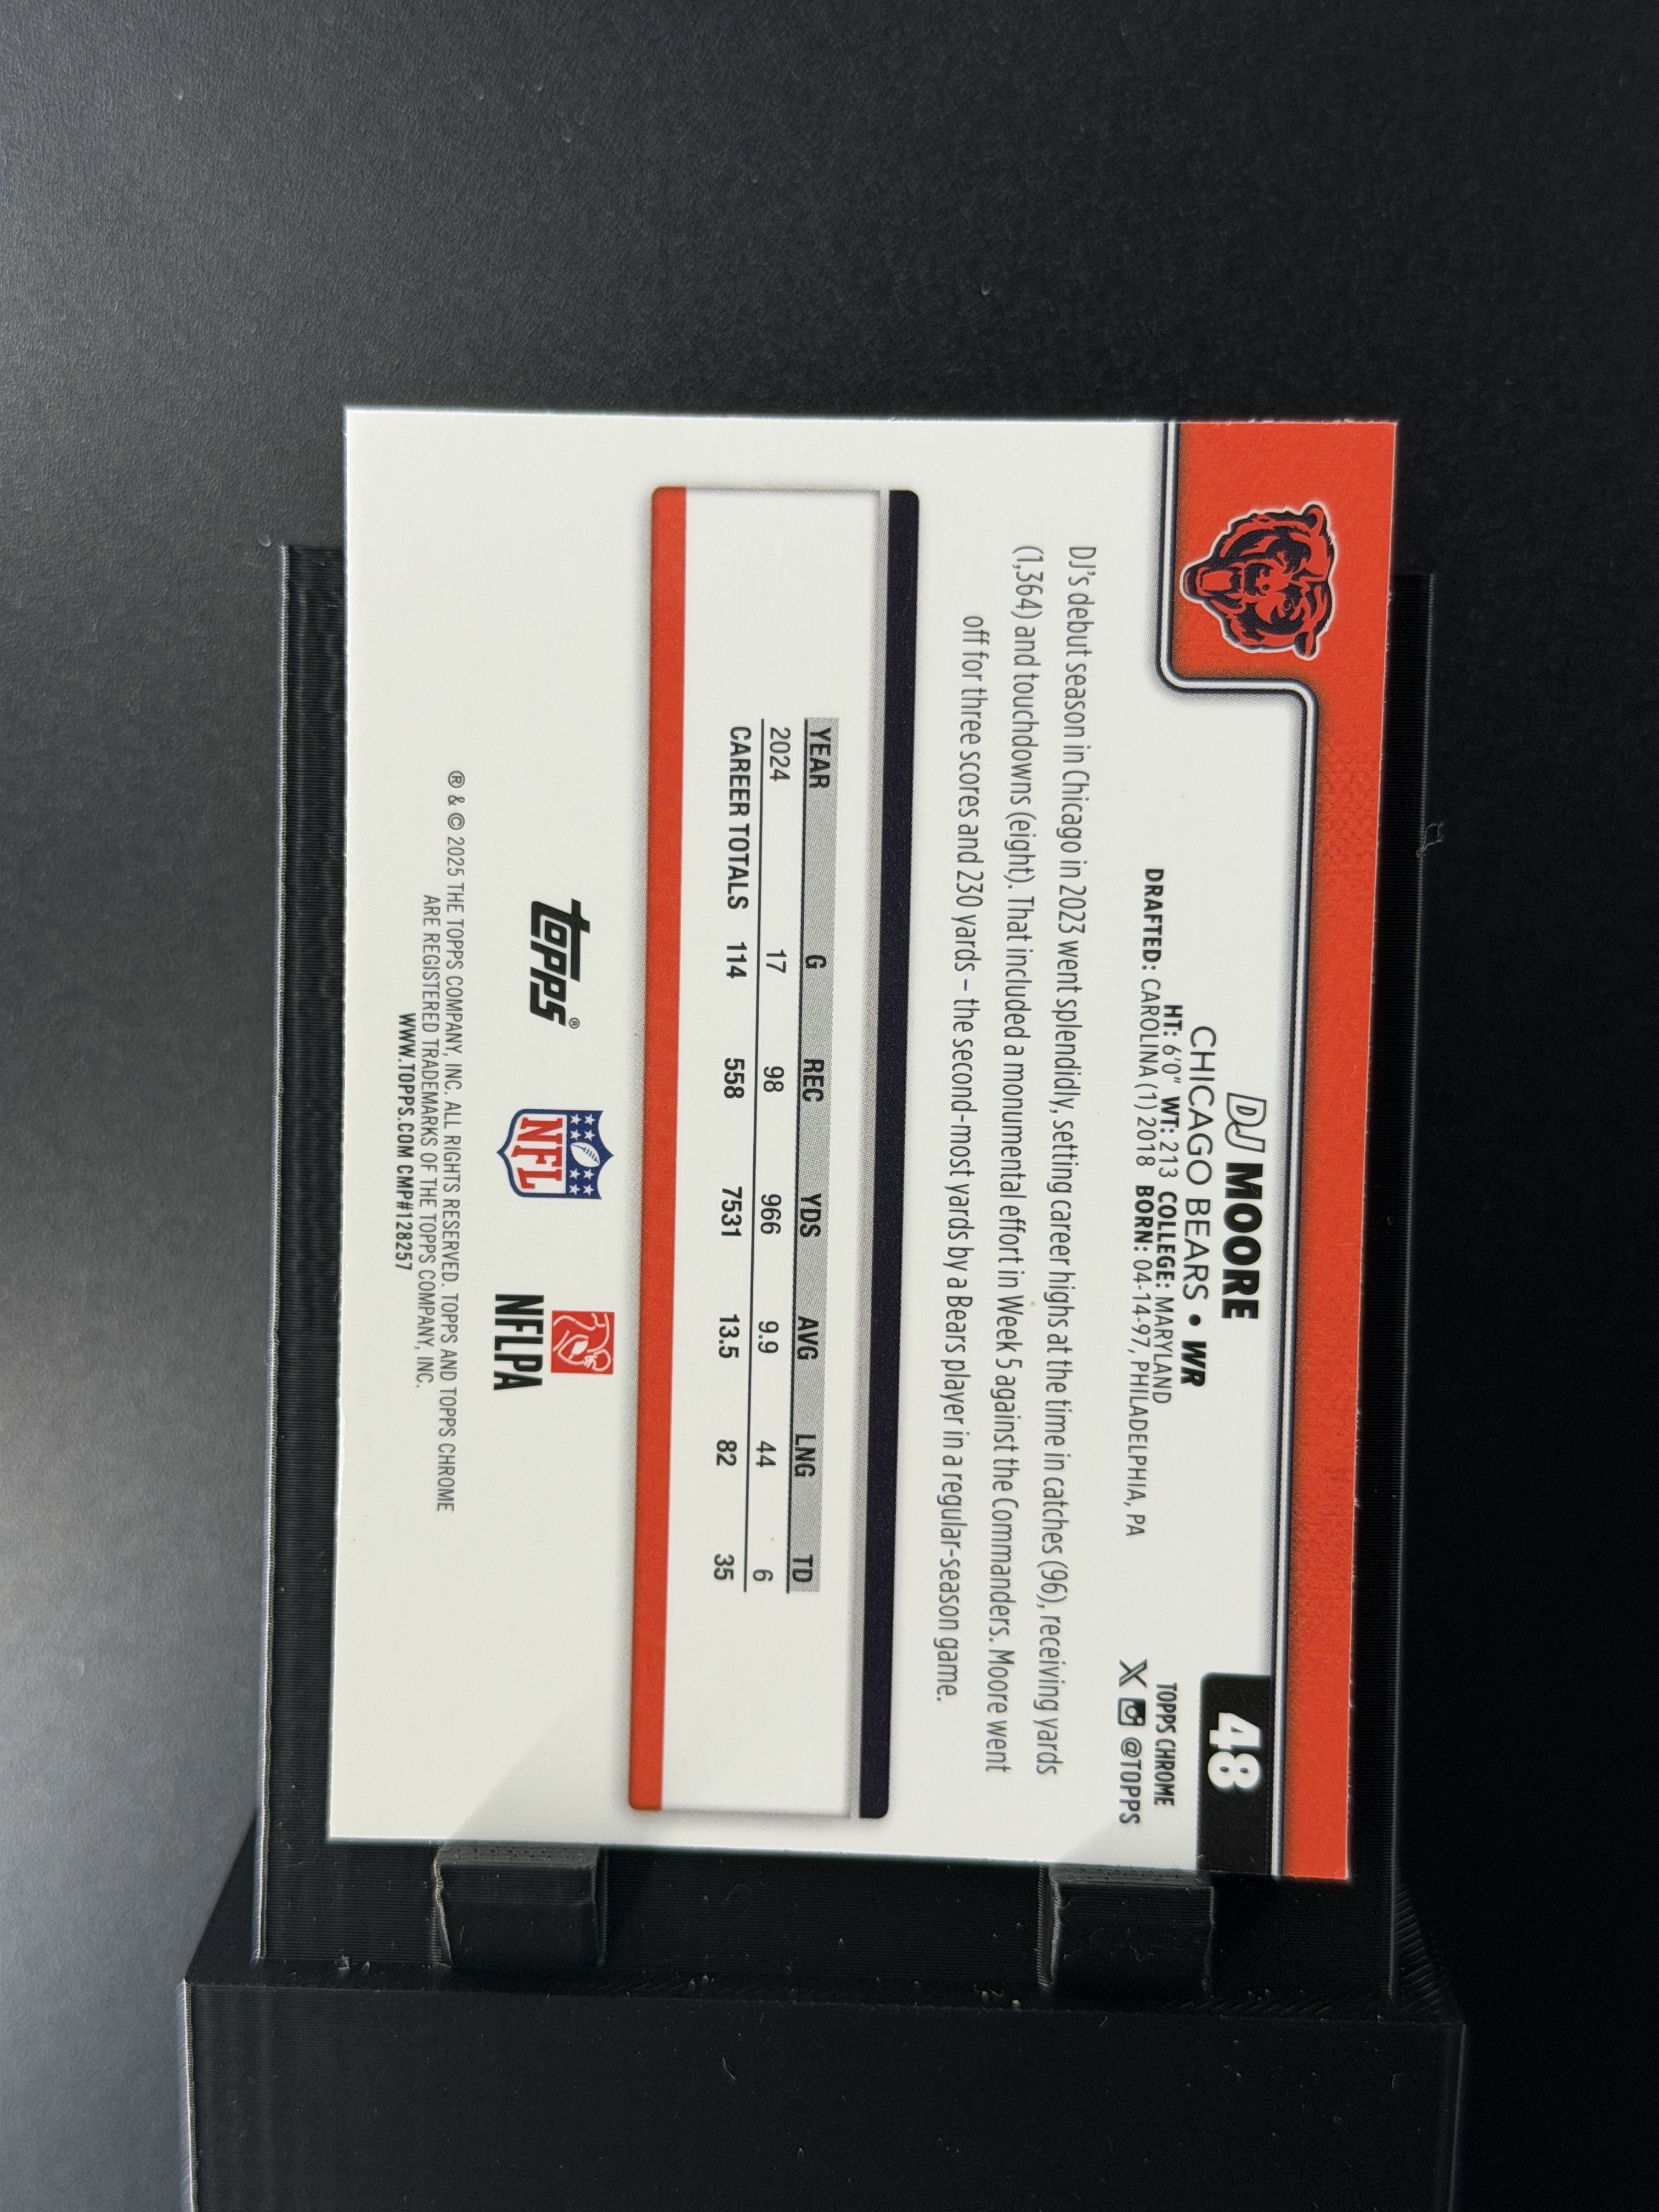 48
DJ MOORE
CHICAGO BEARS • WR
HT: 6'0" WT: 213 COLLEGE: MARYLAND
DRAFTED: CAROLINA (1) 2018 BORN: 04-14-97, PHILADELPHIA, PA
TOPPS CHROME
X @TOPPS
DJ's debut season in Chicago in 2023 went splendidly, setting career highs at the time in catches (96), receiving yards
(1,364) and touchdowns (eight). That included a monumental effort in Week 5 against the Commanders. Moore went
off for three scores and 230 yards – the second-most yards by a Bears player in a regular-season game.
YEAR G REC YDS AVG LNG TD
2024 17 98 966 9.9 44 6
CAREER TOTALS 114 558 7531 13.5 82 35
topps®
NFL
NFLPA
® & © 2025 THE TOPPS COMPANY, INC. ALL RIGHTS RESERVED. TOPPS AND TOPPS CHROME
ARE REGISTERED TRADEMARKS OF THE TOPPS COMPANY, INC.
WWW.TOPPS.COM CMP#128257